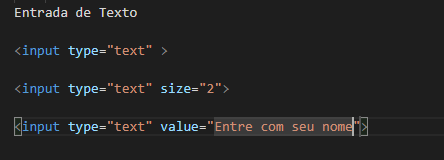 Entrada de Texto
<input type="text" >
<input type="text" size="2">
<input type="text" value="Entre com seu nome">